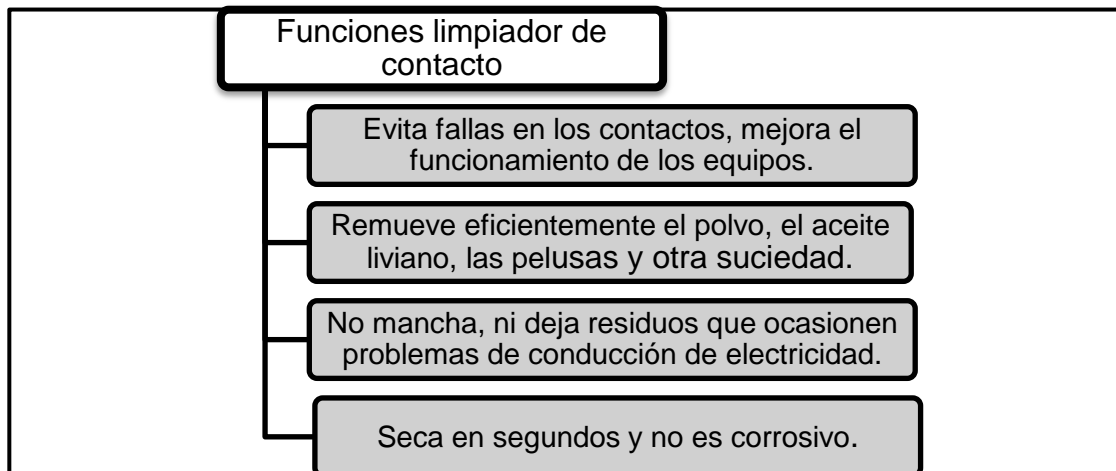 Funciones limpiador de
contacto
Evita fallas en los contactos, mejora el
funcionamiento de los equipos.
Remueve eficientemente el polvo, el aceite
liviano, las pelusas y otra suciedad.
No mancha, ni deja residuos que ocasionen
problemas de conducción de electricidad.
Seca en segundos y no es corrosivo.